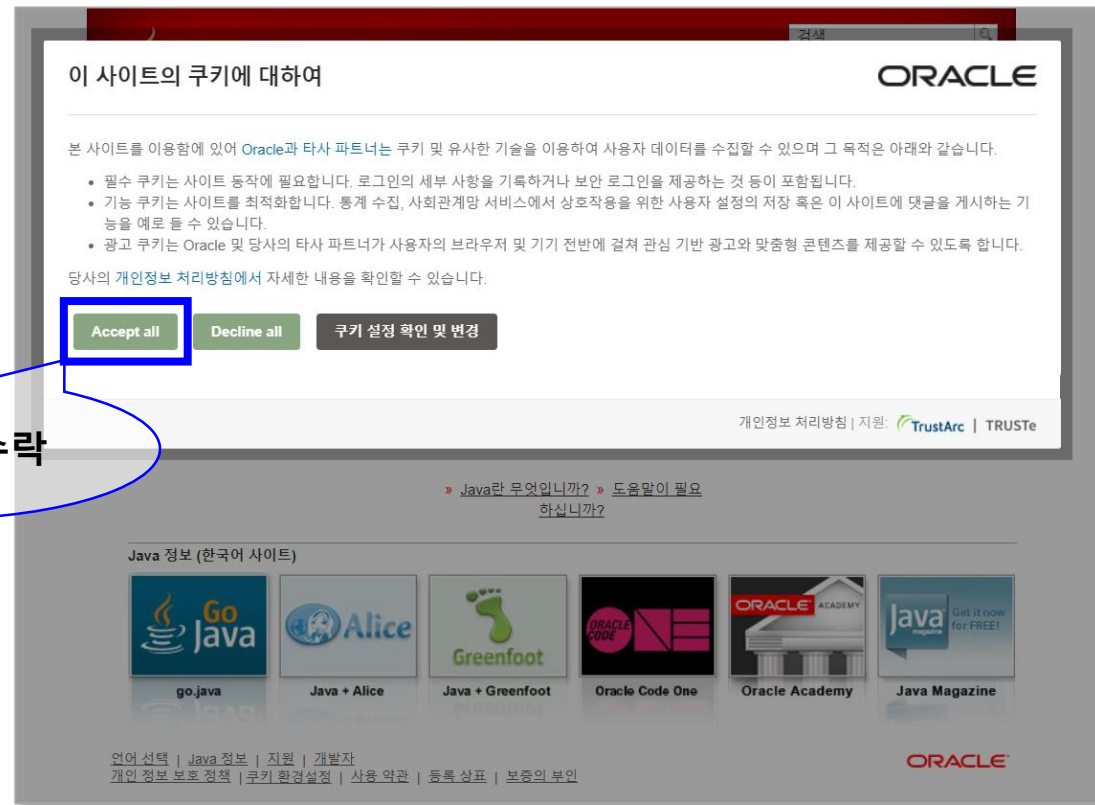 검색
이 사이트의 쿠키에 대하여
ORACLE
본 사이트를 이용함에 있어 Oracle과 타사 파트너는 쿠키 및 유사한 기술을 이용하여 사용자 데이터를 수집할 수 있으며 그 목적은 아래와 같습니다.
• 필수 쿠키는 사이트 동작에 필요합니다. 로그인의 세부 사항을 기록하거나 보안 로그인을 제공하는 것 등이 포함됩니다.
• 기능 쿠키는 사이트를 최적화합니다. 통계 수집, 사회관계망 서비스에서 상호작용을 위한 사용자 설정의 저장 혹은 이 사이트에 댓글을 게시하는 기
능을 예로 들 수 있습니다.
• 광고 쿠키는 Oracle 및 당사의 타사 파트너가 사용자의 브라우저 및 기기 전반에 걸쳐 관심 기반 광고와 맞춤형 콘텐츠를 제공할 수 있도록 합니다.
당사의 개인정보 처리방침에서 자세한 내용을 확인할 수 있습니다.
Accept all Decline all 쿠키 설정 확인 및 변경
개인정보 처리방침 | 지원: TrustArc | TRUSTe
락
» Java란 무엇입니까? » 도움말이 필요
하십니까?
Java 정보 (한국어 사이트)
Go Java
Alice
Greenfoot
ORACLE CODE ONE
ORACLE ACADEMY
Java magazine Get it now for FREE!
go.java Java + Alice Java + Greenfoot Oracle Code One Oracle Academy Java Magazine
언어 선택 | Java 정보 | 지원 | 개발자
개인 정보 보호 정책 | 쿠키 환경설정 | 사용 약관 | 등록 상표 | 보증의 부인
ORACLE